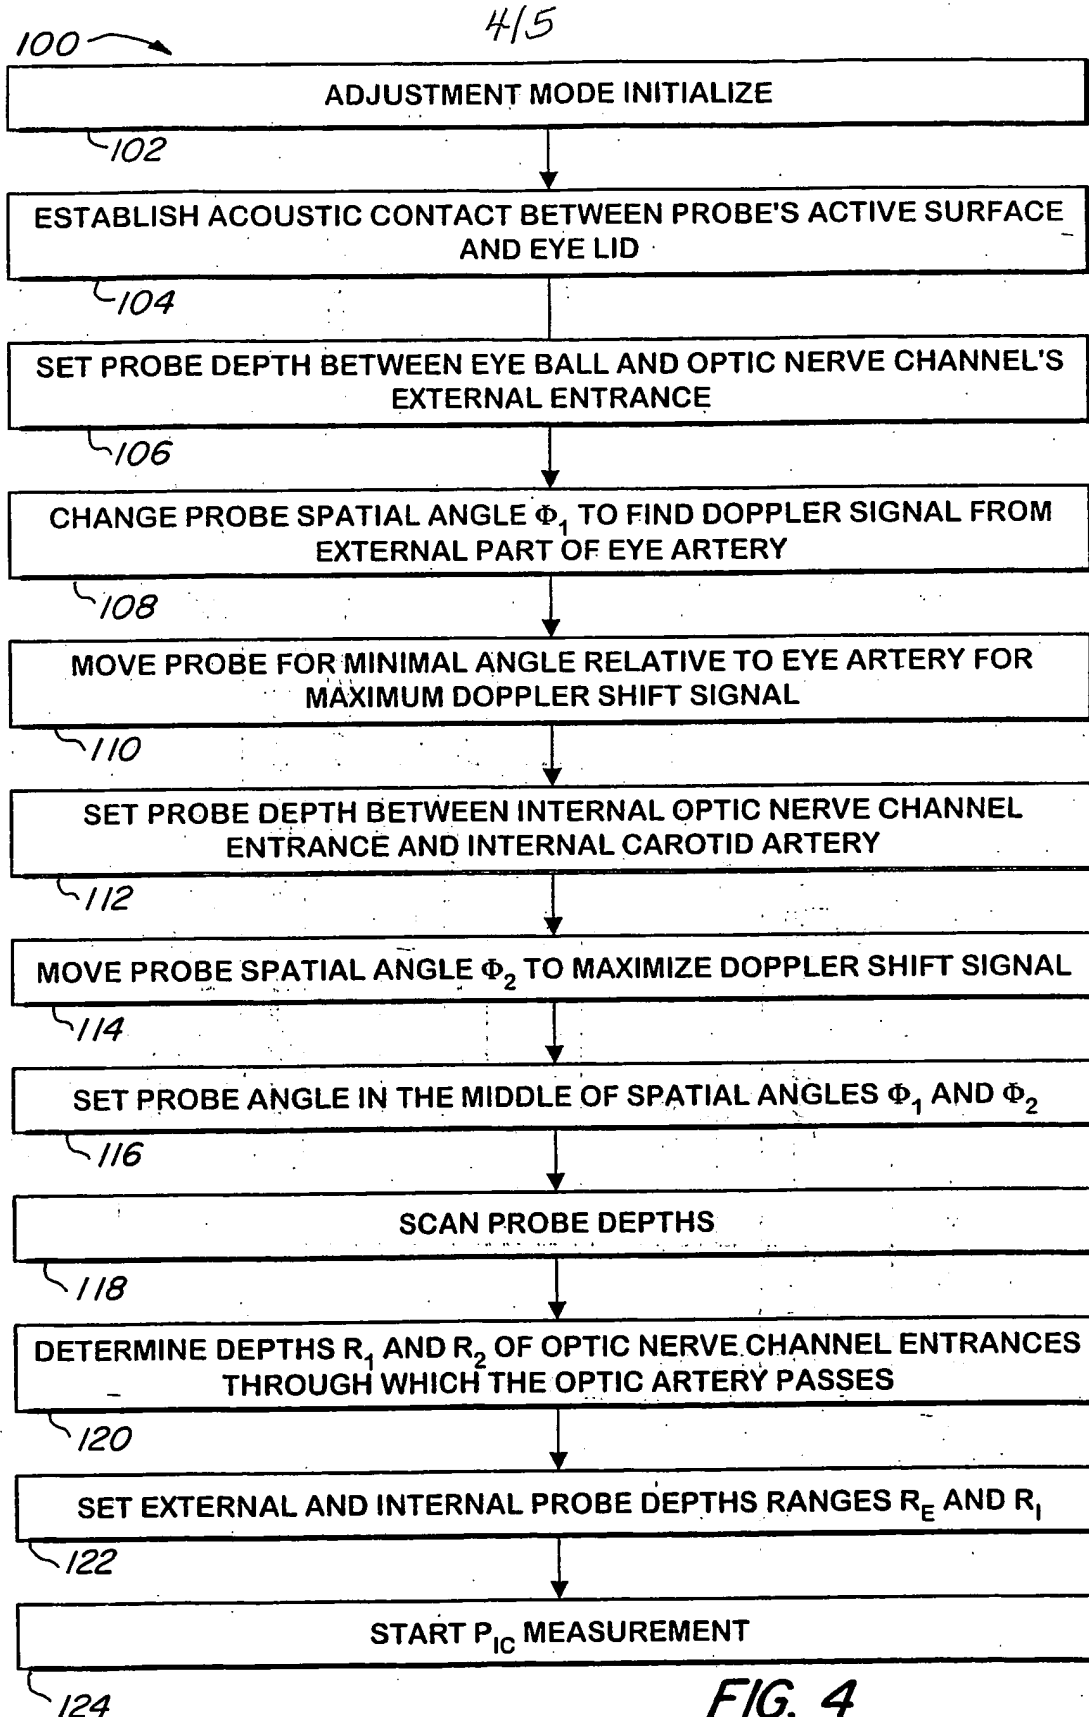 4/5
100
ADJUSTMENT MODE INITIALIZE
102
ESTABLISH ACOUSTIC CONTACT BETWEEN PROBE'S ACTIVE SURFACE
AND EYE LID
104
SET PROBE DEPTH BETWEEN EYE BALL AND OPTIC NERVE CHANNEL'S
EXTERNAL ENTRANCE
106
CHANGE PROBE SPATIAL ANGLE Φ₁ TO FIND DOPPLER SIGNAL FROM
EXTERNAL PART OF EYE ARTERY
108
MOVE PROBE FOR MINIMAL ANGLE RELATIVE TO EYE ARTERY FOR
MAXIMUM DOPPLER SHIFT SIGNAL
110
SET PROBE DEPTH BETWEEN INTERNAL OPTIC NERVE CHANNEL
ENTRANCE AND INTERNAL CAROTID ARTERY
112
MOVE PROBE SPATIAL ANGLE Φ₂ TO MAXIMIZE DOPPLER SHIFT SIGNAL
114
SET PROBE ANGLE IN THE MIDDLE OF SPATIAL ANGLES Φ₁ AND Φ₂
116
SCAN PROBE DEPTHS
118
DETERMINE DEPTHS R₁ AND R₂ OF OPTIC NERVE CHANNEL ENTRANCES
THROUGH WHICH THE OPTIC ARTERY PASSES
120
SET EXTERNAL AND INTERNAL PROBE DEPTHS RANGES R_E AND R_I
122
START P_IC MEASUREMENT
124
FIG. 4